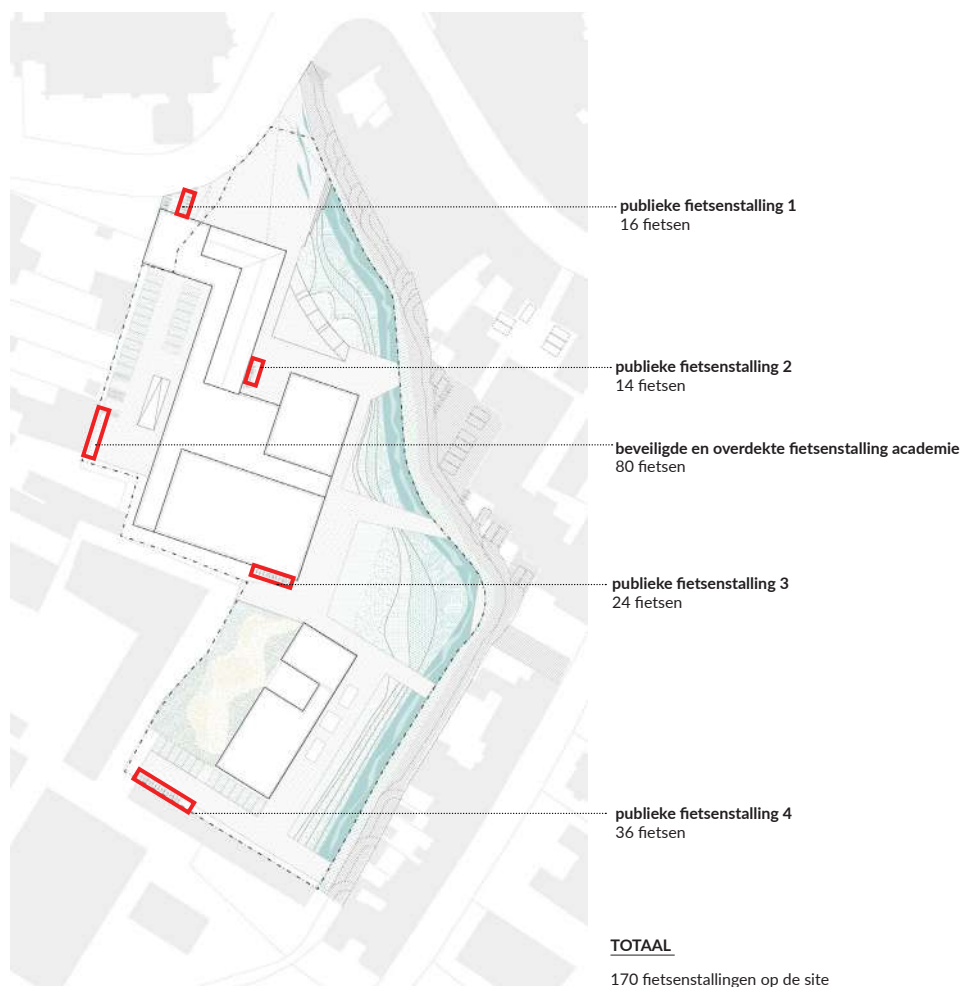 publieke fietsenstalling 1
16 fietsen
publieke fietsenstalling 2
14 fietsen
beveiligde en overdekte fietsenstalling academie
80 fietsen
publieke fietsenstalling 3
24 fietsen
publieke fietsenstalling 4
36 fietsen
TOTAAL
170 fietsenstallingen op de site